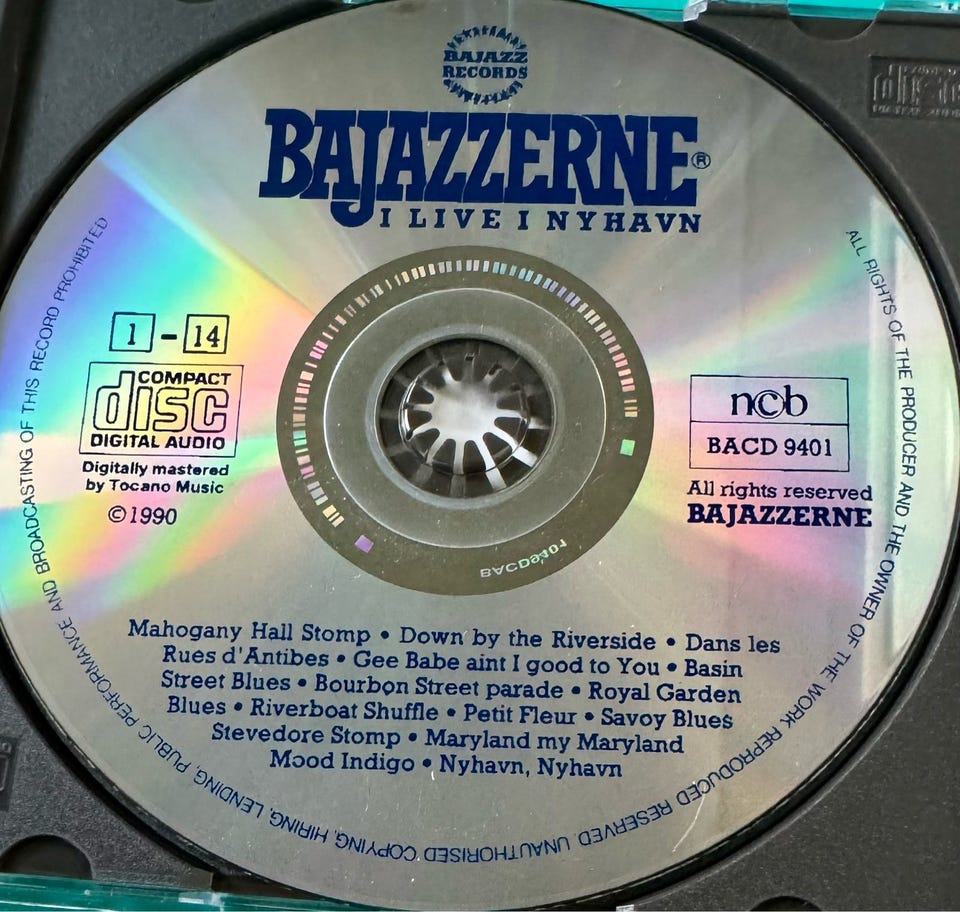 BAJAZZ
RECORDS
BAJAZZERNE®
I LIVE I NYHAVN
1 - 14
COMPACT
disc
DIGITAL AUDIO
Digitally mastered
by Tocano Music
©1990
ncb
BACD 9401
All rights reserved
BAJAZZERNE
BACD9401
Mahogany Hall Stomp • Down by the Riverside • Dans les
Rues d'Antibes • Gee Babe aint I good to You • Basin
Street Blues • Bourbon Street parade • Royal Garden
Blues • Riverboat Shuffle • Petit Fleur • Savoy Blues
Stevedore Stomp • Maryland my Maryland
Mood Indigo • Nyhavn, Nyhavn
ALL RIGHTS OF THE PRODUCER AND THE OWNER OF THE WORK REPRODUCED RESERVED UNAUTHORISED COPYING, HIRING, LENDING, PUBLIC PERFORMANCE AND BROADCASTING OF THIS RECORD PROHIBITED
disc